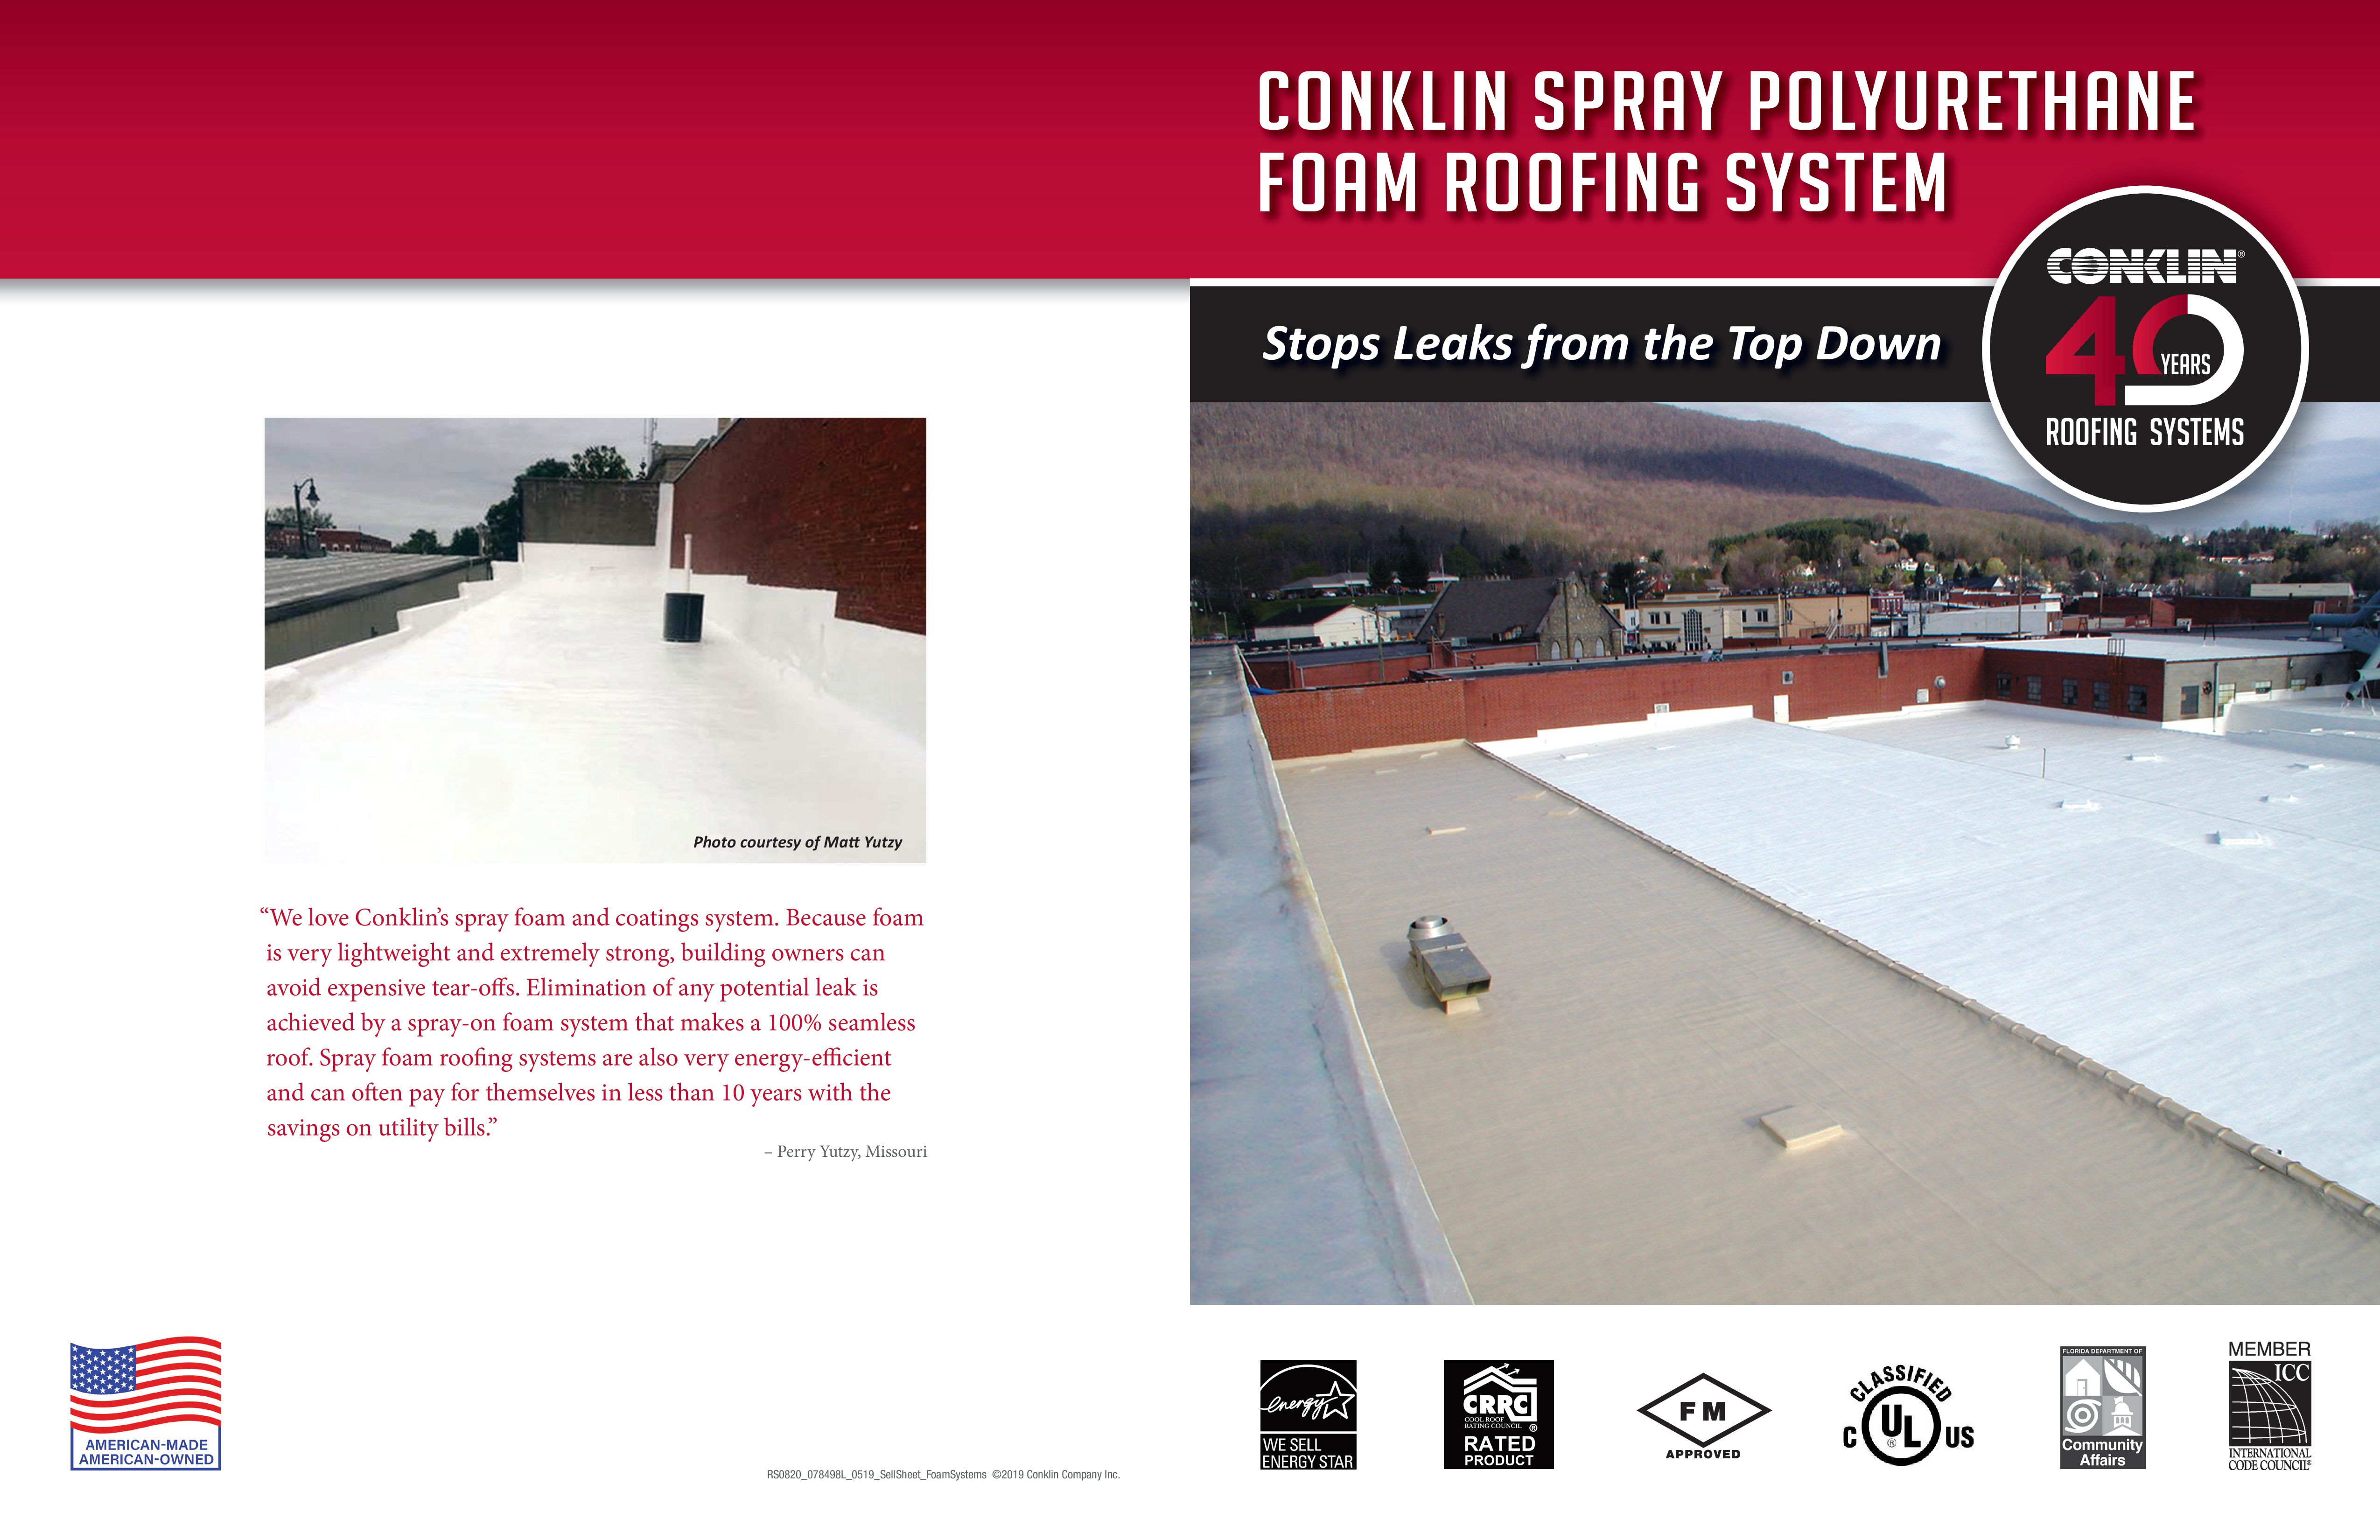 CONKLIN SPRAY POLYURETHANE
FOAM ROOFING SYSTEM
Stops Leaks from the Top Down
CONKLIN®
40
YEARS
ROOFING SYSTEMS
Photo courtesy of Matt Yutzy
“We love Conklin’s spray foam and coatings system. Because foam
is very lightweight and extremely strong, building owners can
avoid expensive tear-offs. Elimination of any potential leak is
achieved by a spray-on foam system that makes a 100% seamless
roof. Spray foam roofing systems are also very energy-efficient
and can often pay for themselves in less than 10 years with the
savings on utility bills.”
– Perry Yutzy, Missouri
AMERICAN-MADE
AMERICAN-OWNED
RS0820_078498L_0519_SellSheet_FoamSystems ©2019 Conklin Company Inc.
energy
WE SELL
ENERGY STAR
CRRC
COOL ROOF
RATING COUNCIL ®
RATED
PRODUCT
FM
APPROVED
CLASSIFIED
C UL® US
FLORIDA DEPARTMENT OF
Community
Affairs
MEMBER
ICC
INTERNATIONAL
CODE COUNCIL®